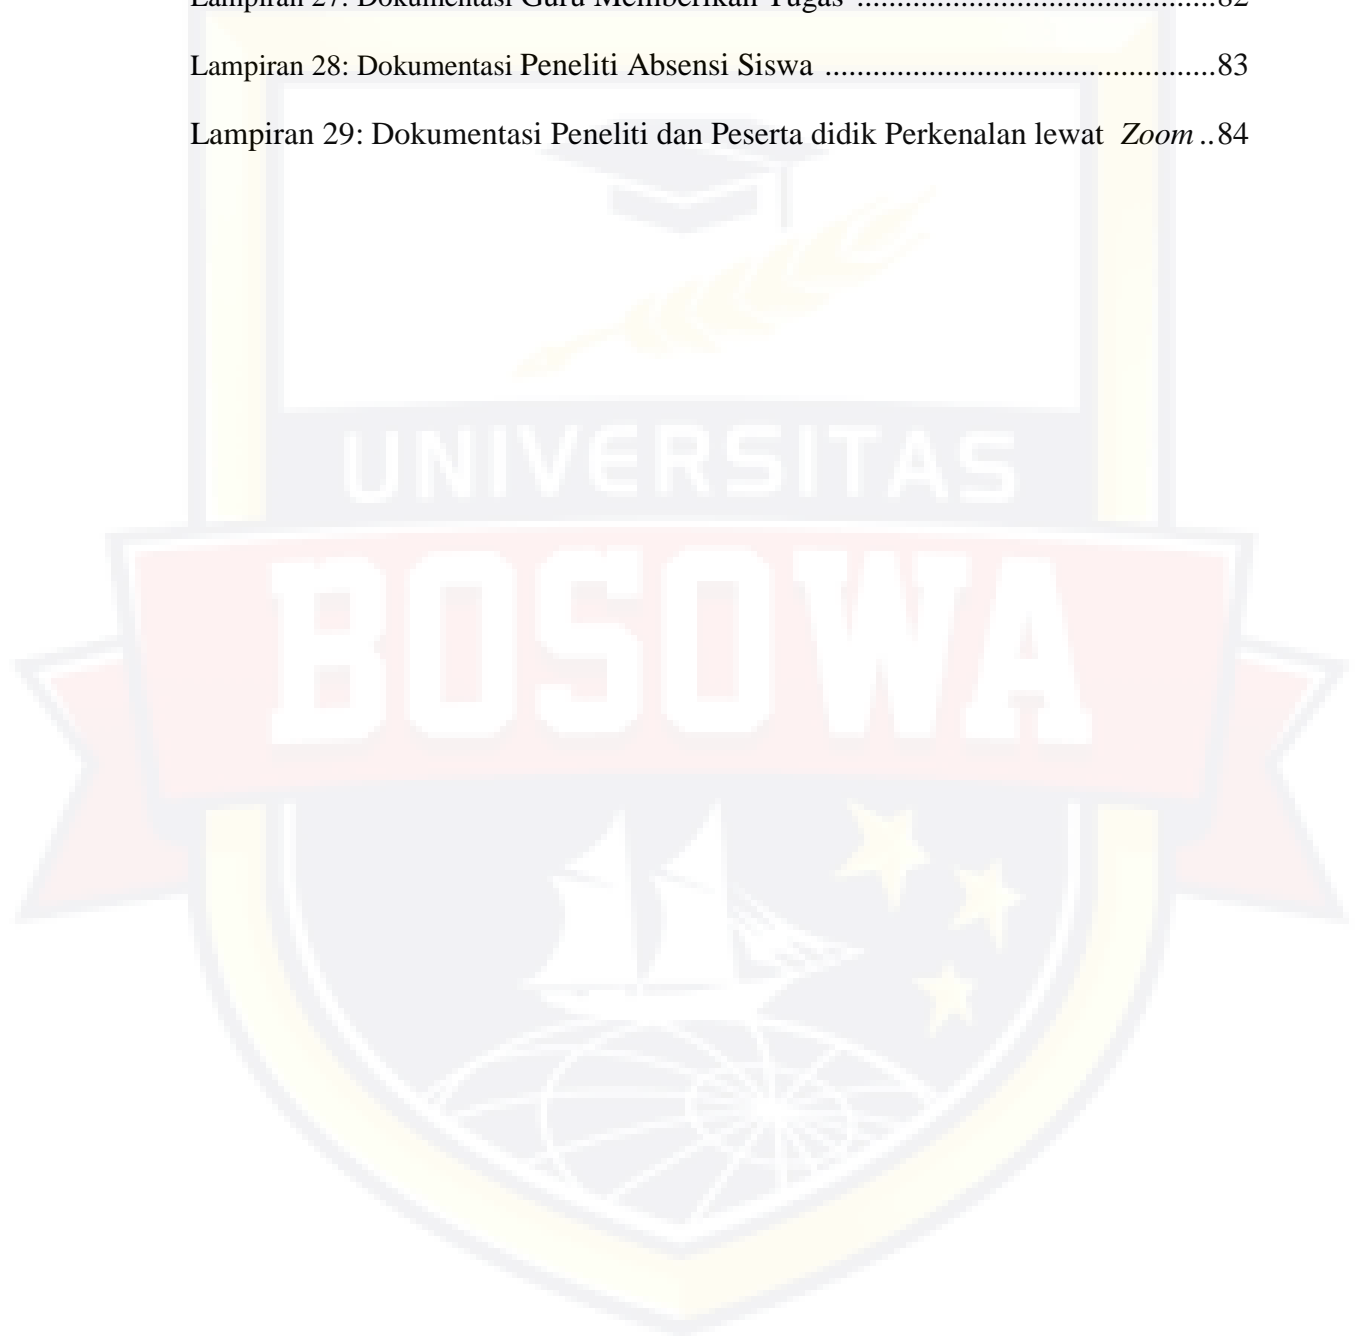 Lampiran 27: Dokumentasi Guru Memberikan Tugas .............................................82
Lampiran 28: Dokumentasi Peneliti Absensi Siswa .................................................83
Lampiran 29: Dokumentasi Peneliti dan Peserta didik Perkenalan lewat Zoom ..84
UNIVERSITAS
BOSOWA